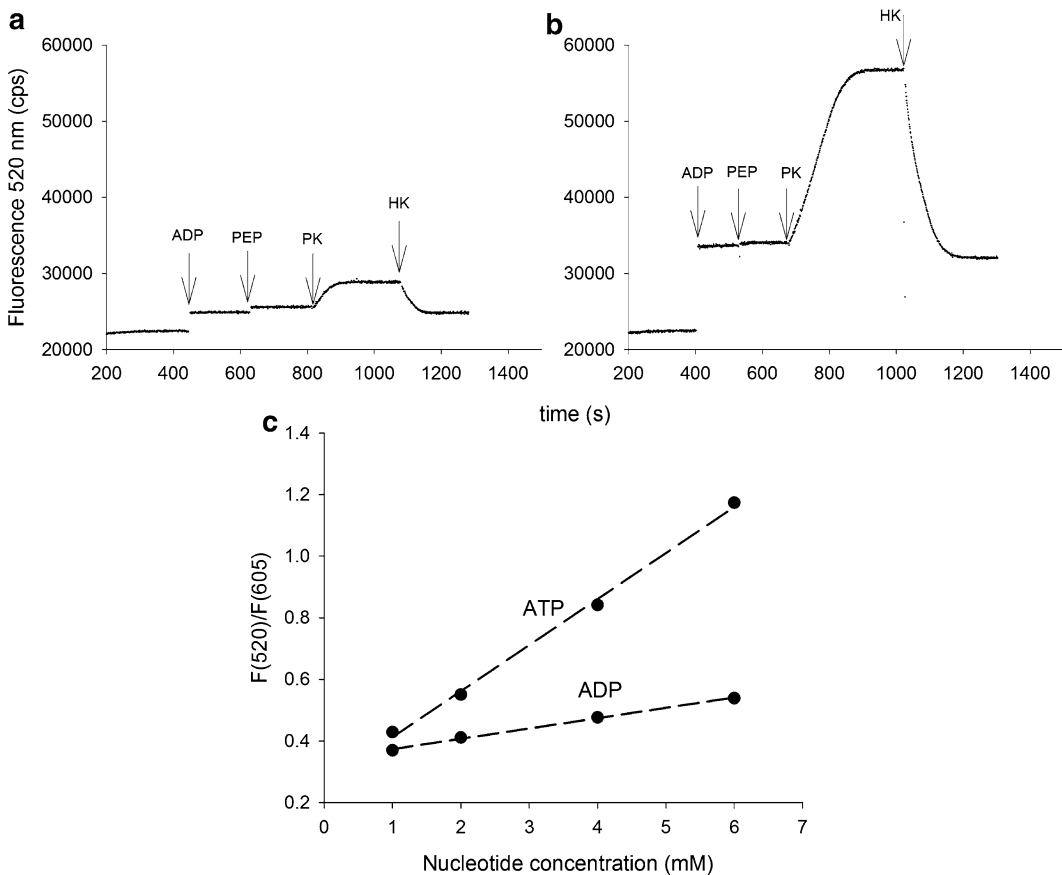 a
b
Fluorescence 520 nm (cps)
60000
50000
40000
30000
20000
200 400 600 800 1000 1200 1400
ADP
PEP
PK
HK
60000
50000
40000
30000
20000
200 400 600 800 1000 1200 1400
ADP
PEP
PK
HK
time (s)
c
F(520)/F(605)
1.4
1.2
1.0
0.8
0.6
0.4
0.2
ATP
ADP
0 1 2 3 4 5 6 7
Nucleotide concentration (mM)